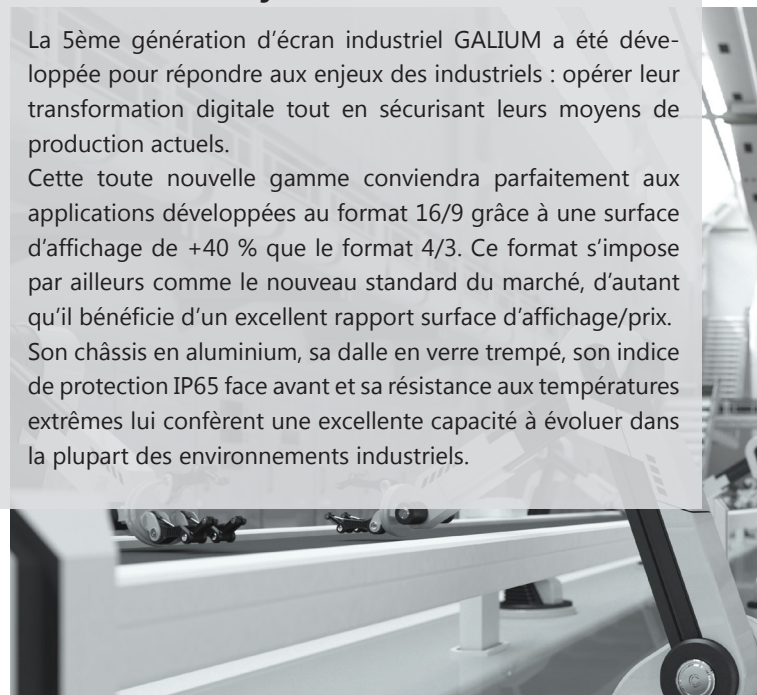 La 5ème génération d’écran industriel GALIUM a été déve-
loppée pour répondre aux enjeux des industriels : opérer leur
transformation digitale tout en sécurisant leurs moyens de
production actuels.
Cette toute nouvelle gamme conviendra parfaitement aux
applications développées au format 16/9 grâce à une surface
d’affichage de +40 % que le format 4/3. Ce format s’impose
par ailleurs comme le nouveau standard du marché, d’autant
qu’il bénéficie d’un excellent rapport surface d’affichage/prix.
Son châssis en aluminium, sa dalle en verre trempé, son indice
de protection IP65 face avant et sa résistance aux températures
extrêmes lui confèrent une excellente capacité à évoluer dans
la plupart des environnements industriels.